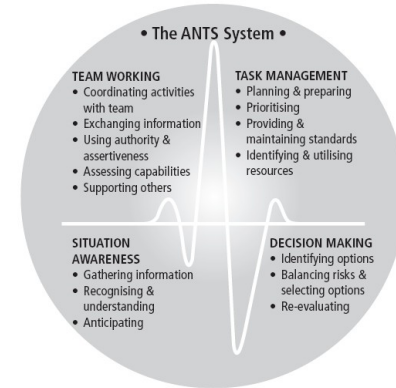 • The ANTS System •
TEAM WORKING
• Coordinating activities
with team
• Exchanging information
• Using authority &
assertiveness
• Assessing capabilities
• Supporting others
TASK MANAGEMENT
• Planning & preparing
• Prioritising
• Providing &
maintaining standards
• Identifying & utilising
resources
SITUATION
AWARENESS
• Gathering information
• Recognising &
understanding
• Anticipating
DECISION MAKING
• Identifying options
• Balancing risks &
selecting options
• Re-evaluating